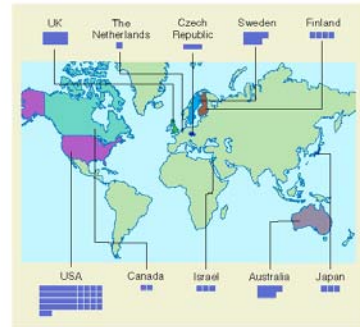 UK
The
Netherlands
Czech
Republic
Sweden
Finland
USA
Canada
Israel
Australia
Japan